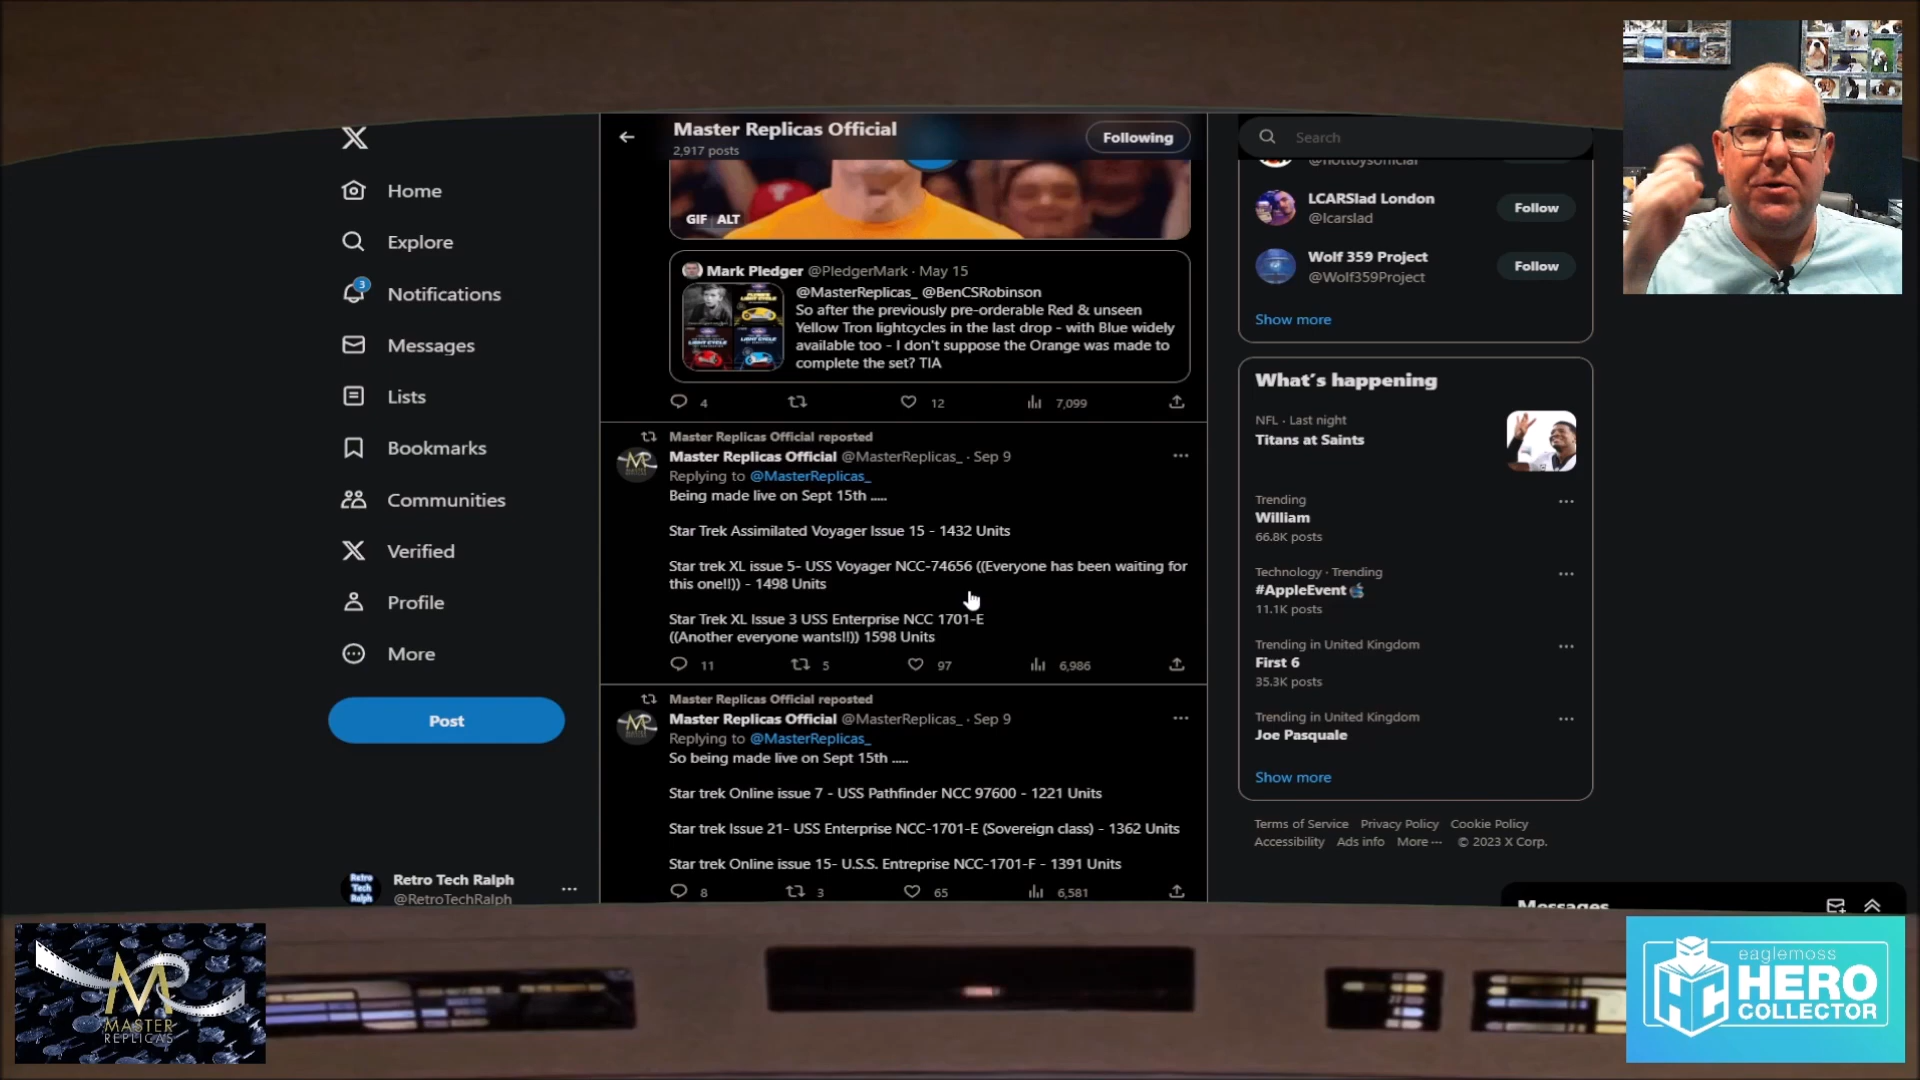 Master Replicas Official
2,917 posts
Following
Search
Home
Explore
3
Notifications
Messages
Lists
Bookmarks
Communities
Verified
Profile
More
Post
Retro Tech Ralph
@RetroTechRalph
Retro
Tech
Ralph
GIF ALT
Mark Pledger @PledgerMark · May 15
@MasterReplicas_ @BenCSRobinson
So after the previously pre-orderable Red & unseen
Yellow Tron lightcycles in the last drop - with Blue widely
available too - I don't suppose the Orange was made to
complete the set? TIA
4 12 7,099
Master Replicas Official reposted
Master Replicas Official @MasterReplicas_ · Sep 9
Replying to @MasterReplicas_
Being made live on Sept 15th .....
Star Trek Assimilated Voyager Issue 15 - 1432 Units
Star trek XL issue 5- USS Voyager NCC-74656 ((Everyone has been waiting for
this one!!)) - 1498 Units
Star Trek XL Issue 3 USS Enterprise NCC 1701-E
((Another everyone wants!!)) 1598 Units
11 5 97 6,986
Master Replicas Official reposted
Master Replicas Official @MasterReplicas_ · Sep 9
Replying to @MasterReplicas_
So being made live on Sept 15th .....
Star trek Online issue 7 - USS Pathfinder NCC 97600 - 1221 Units
Star trek Issue 21- USS Enterprise NCC-1701-E (Sovereign class) - 1362 Units
Star trek Online issue 15- U.S.S. Entreprise NCC-1701-F - 1391 Units
8 3 65 6,581
@hottoysofficial
LCARSlad London
@lcarslad
Follow
Wolf 359 Project
@Wolf359Project
Follow
Show more
What's happening
NFL · Last night
Titans at Saints
Trending
William
66.8K posts
Technology · Trending
#AppleEvent
11.1K posts
Trending in United Kingdom
First 6
35.3K posts
Trending in United Kingdom
Joe Pasquale
Show more
Terms of Service Privacy Policy Cookie Policy
Accessibility Ads info More ··· © 2023 X Corp.
Messages
MASTER
REPLICAS
eaglemoss
HERO
COLLECTOR